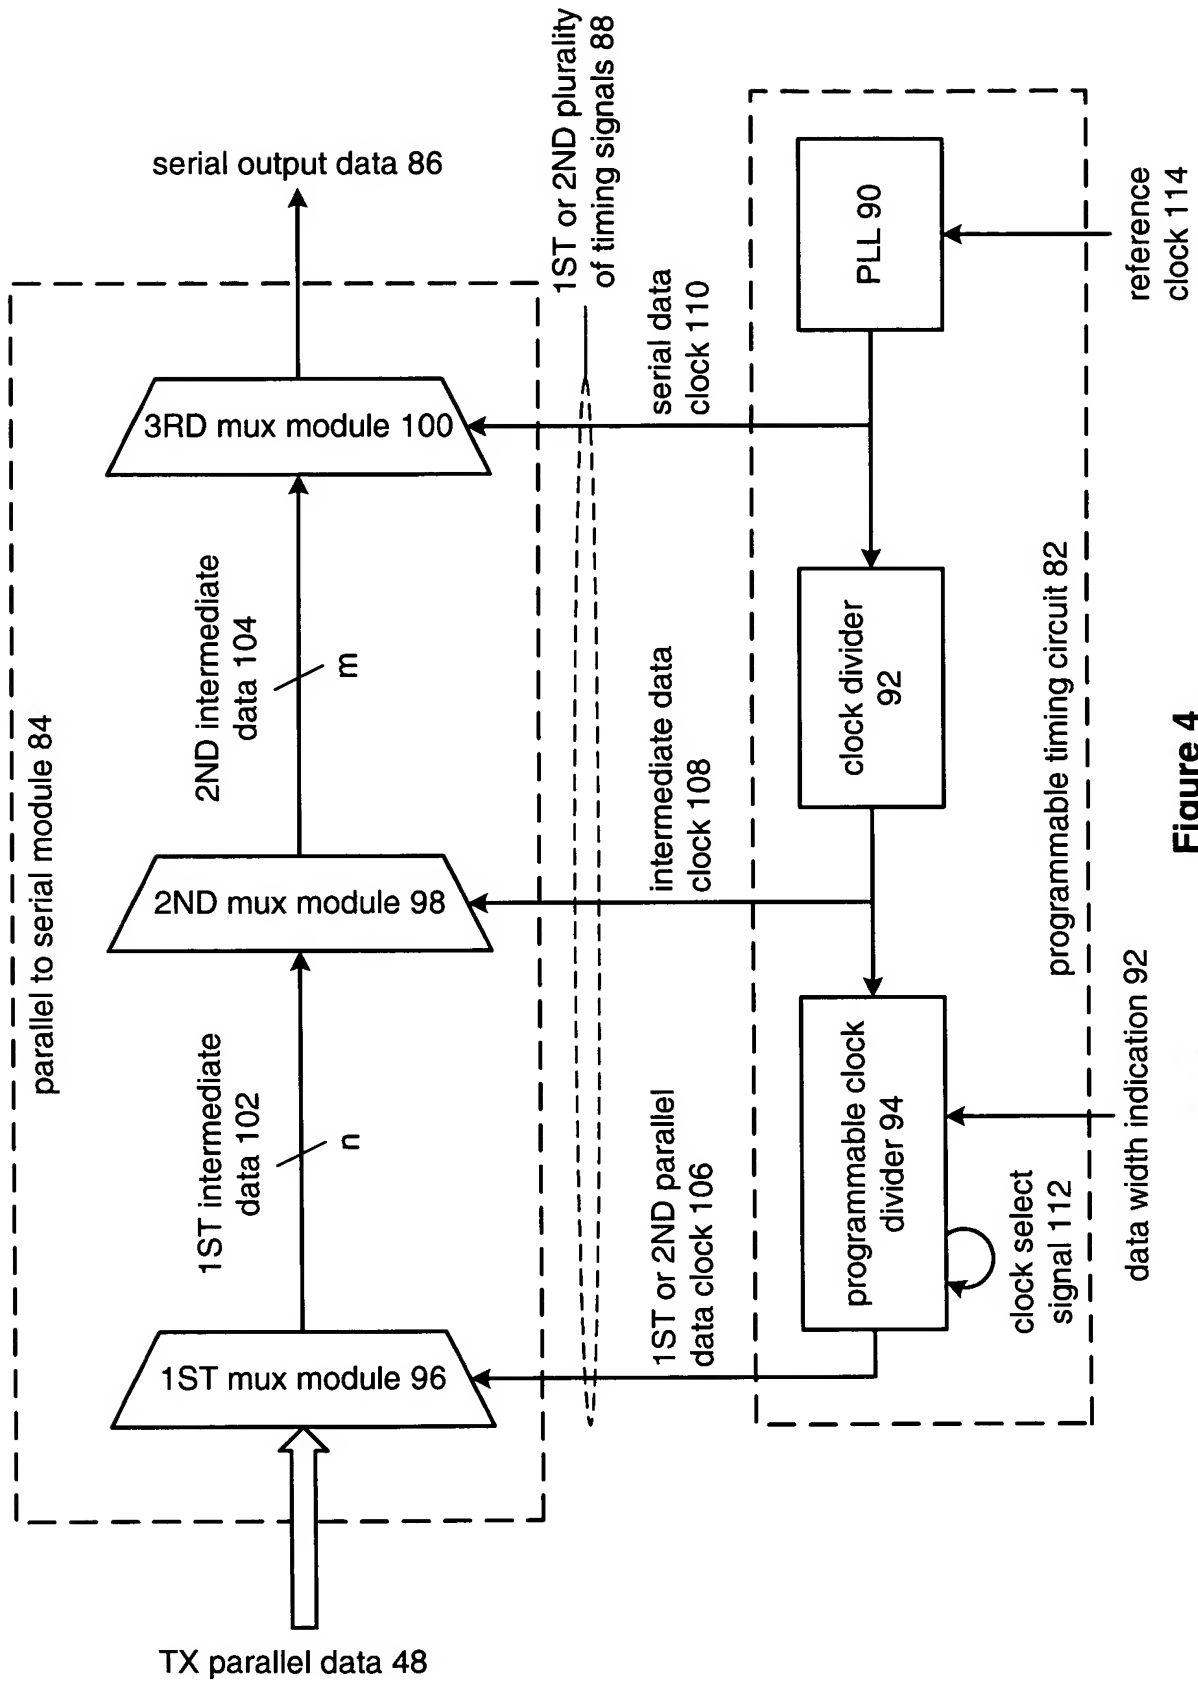 serial output data 86
1ST or 2ND plurality
of timing signals 88
parallel to serial module 84
3RD mux module 100
serial data
clock 110
PLL 90
reference
clock 114
2ND intermediate
data 104
m
2ND mux module 98
intermediate data
clock 108
clock divider
92
programmable timing circuit 82
1ST intermediate
data 102
n
1ST mux module 96
1ST or 2ND parallel
data clock 106
programmable clock
divider 94
clock select
signal 112
data width indication 92
TX parallel data 48
Figure 4